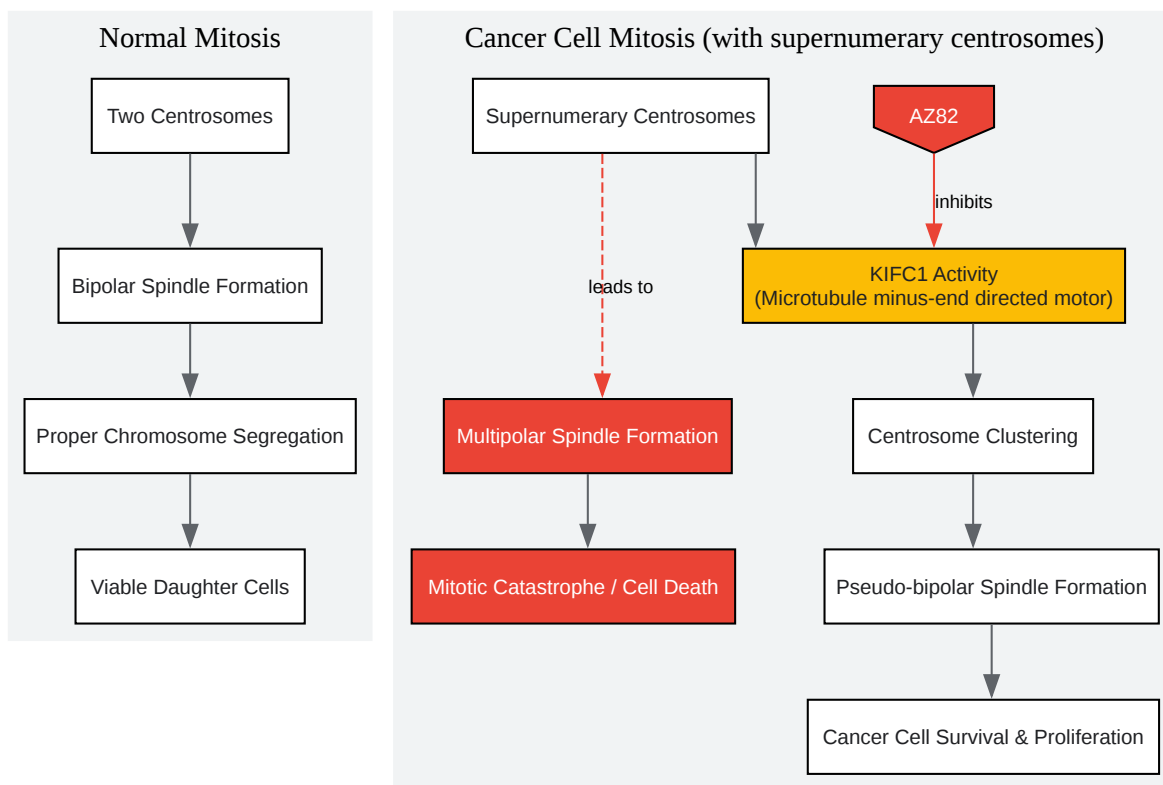 Normal Mitosis
Two Centrosomes
Bipolar Spindle Formation
Proper Chromosome Segregation
Viable Daughter Cells
Cancer Cell Mitosis (with supernumerary centrosomes)
Supernumerary Centrosomes
AZ82
inhibits
leads to
KIFC1 Activity
(Microtubule minus-end directed motor)
Multipolar Spindle Formation
Centrosome Clustering
Mitotic Catastrophe / Cell Death
Pseudo-bipolar Spindle Formation
Cancer Cell Survival & Proliferation